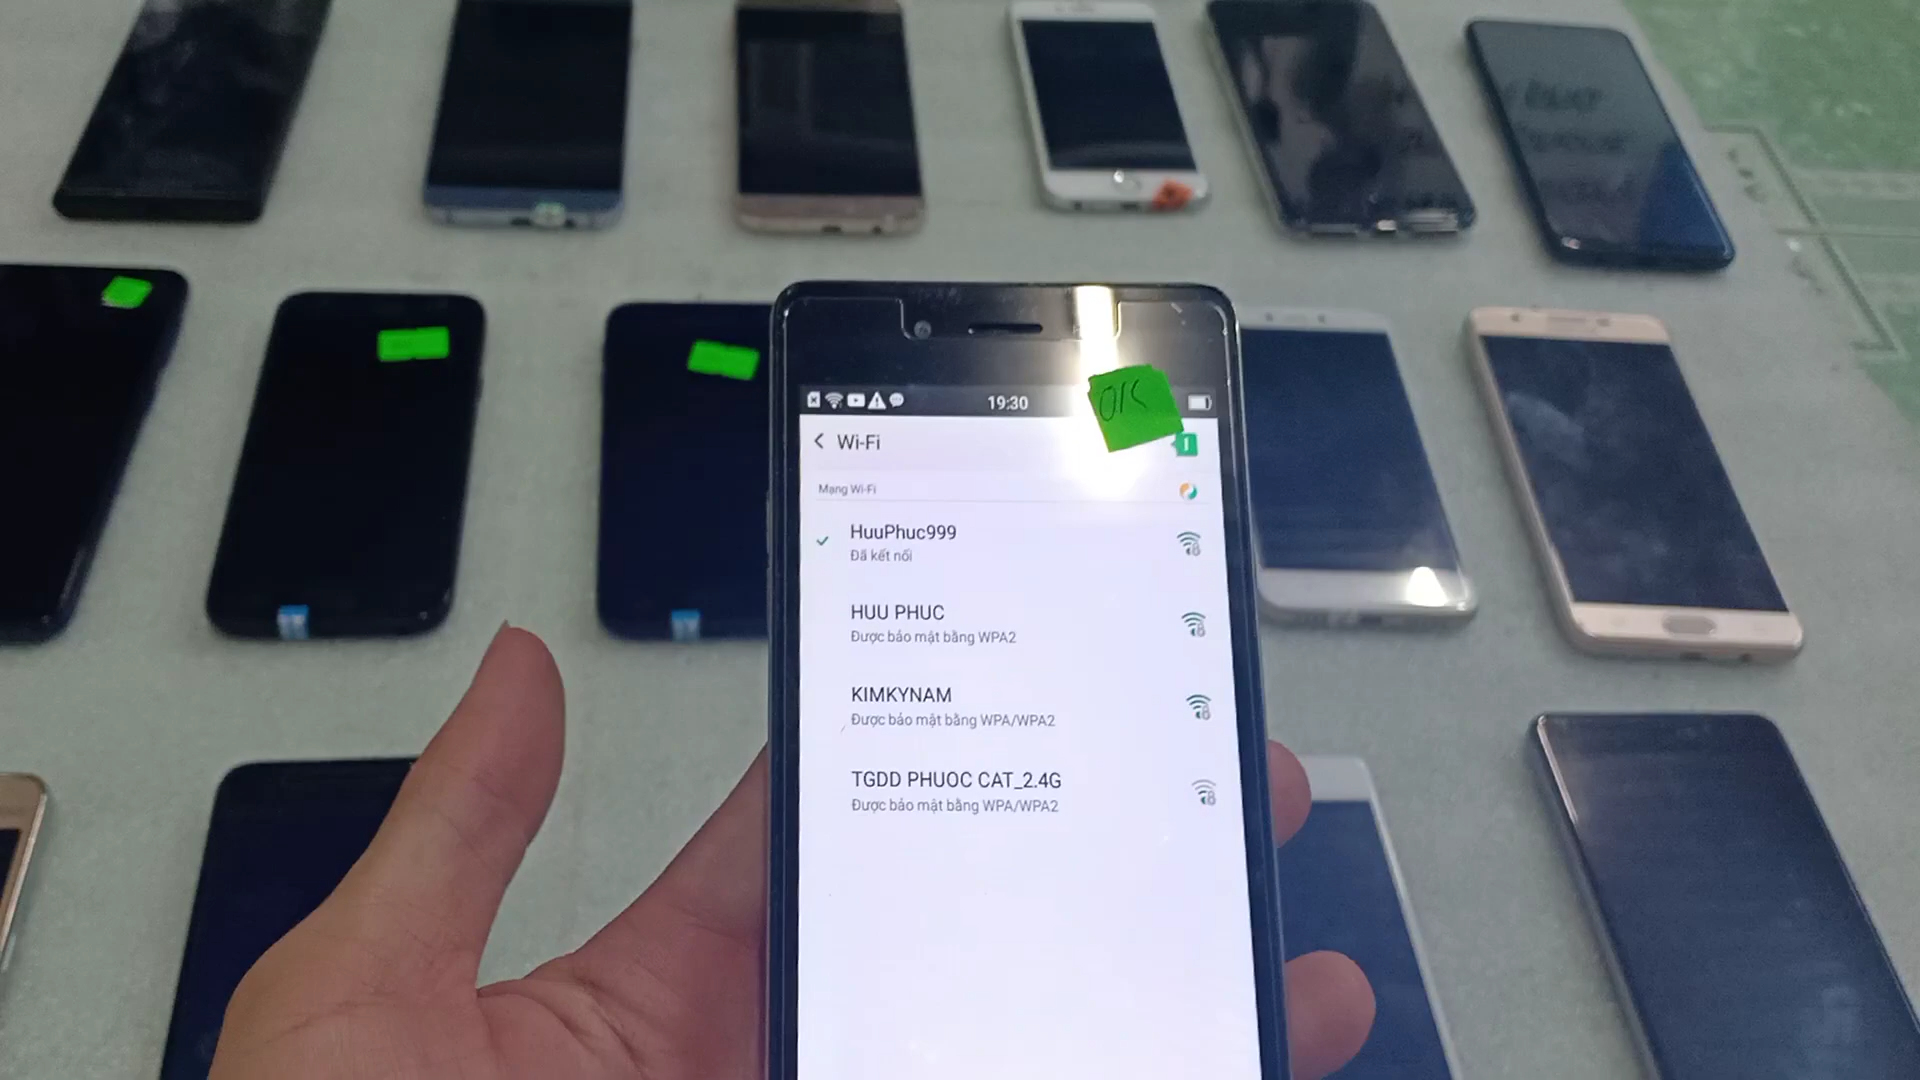 19:30
OK
Wi-Fi
Mạng Wi-Fi
HuuPhuc999
Đã kết nối
HUU PHUC
Được bảo mật bằng WPA2
KIMKYNAM
Được bảo mật bằng WPA/WPA2
TGDD PHUOC CAT_2.4G
Được bảo mật bằng WPA/WPA2